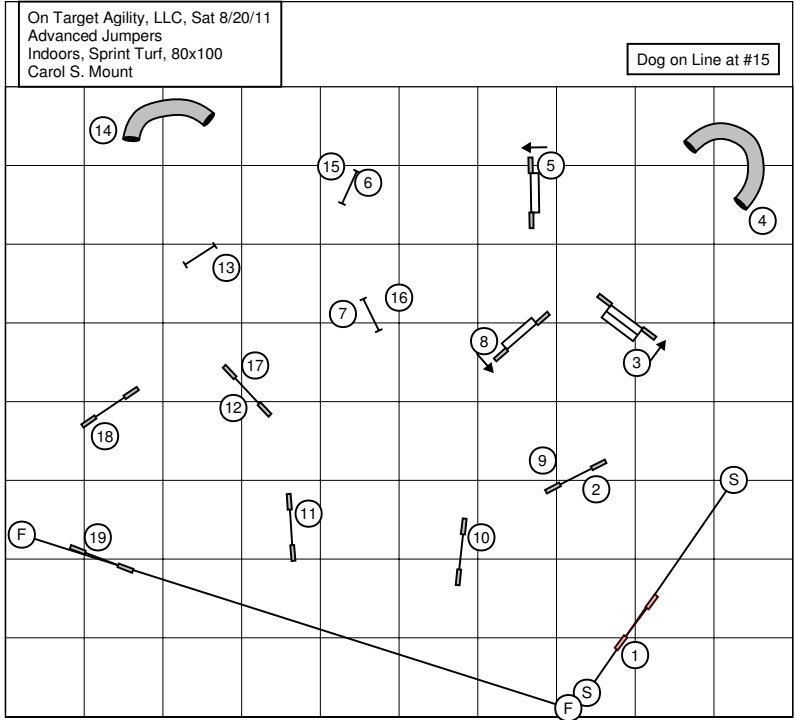 On Target Agility, LLC, Sat 8/20/11
Advanced Jumpers
Indoors, Sprint Turf, 80x100
Carol S. Mount
Dog on Line at #15
14
15
6
5
4
13
7
16
8
3
17
12
18
9
2
S
F
19
11
10
1
S
F